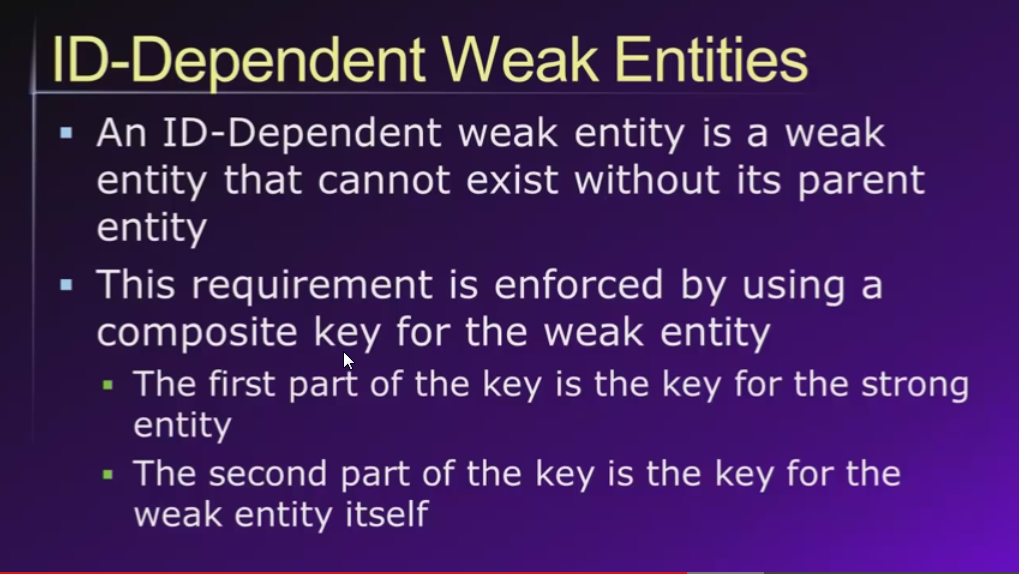 ID-Dependent Weak Entities
▪ An ID-Dependent weak entity is a weak
entity that cannot exist without its parent
entity
▪ This requirement is enforced by using a
composite key for the weak entity
▪ The first part of the key is the key for the strong
entity
▪ The second part of the key is the key for the
weak entity itself